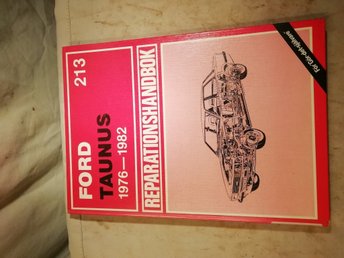 213
FORD
TAUNUS
1976—1982
REPARATIONSHANDBOK
För 'Gör-det-självare'